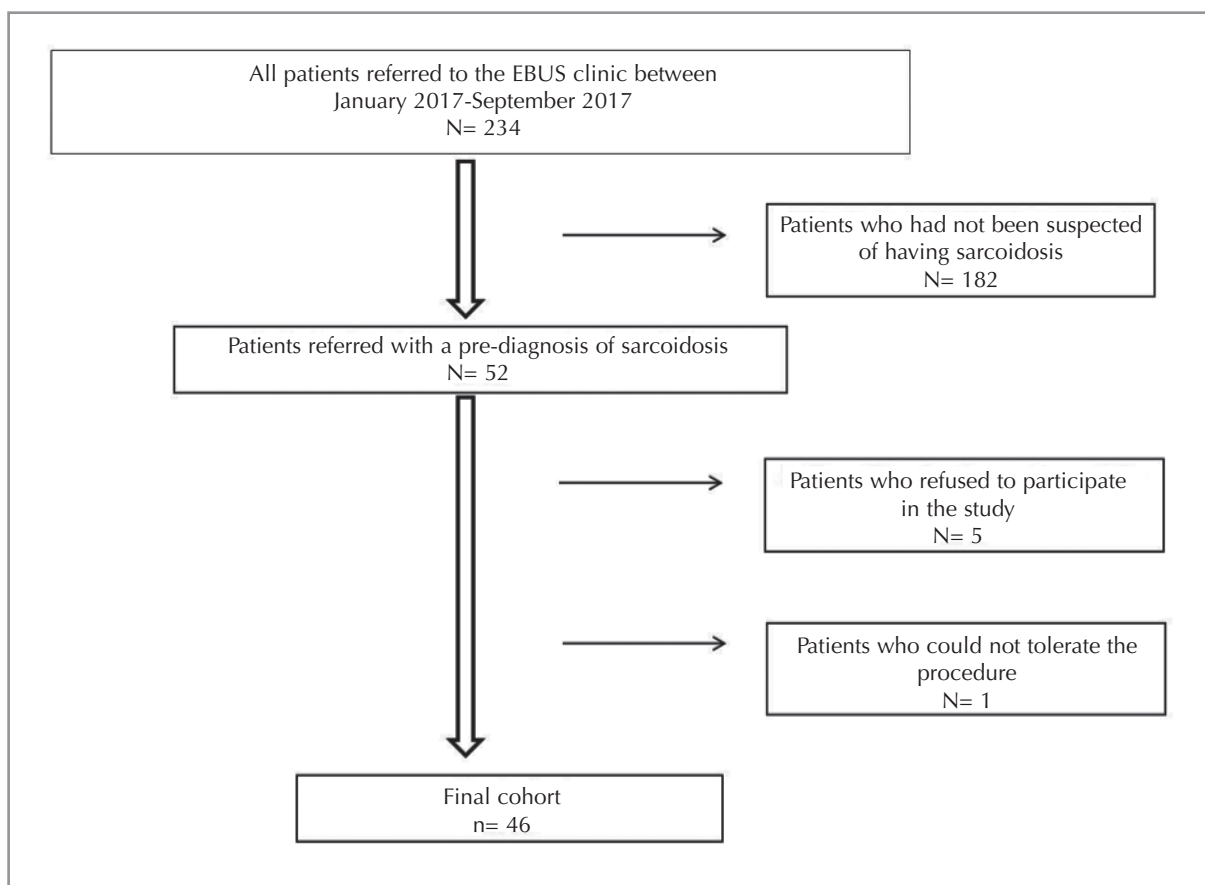 All patients referred to the EBUS clinic between
January 2017-September 2017
N= 234
Patients who had not been suspected
of having sarcoidosis
N= 182
Patients referred with a pre-diagnosis of sarcoidosis
N= 52
Patients who refused to participate
in the study
N= 5
Patients who could not tolerate the
procedure
N= 1
Final cohort
n= 46